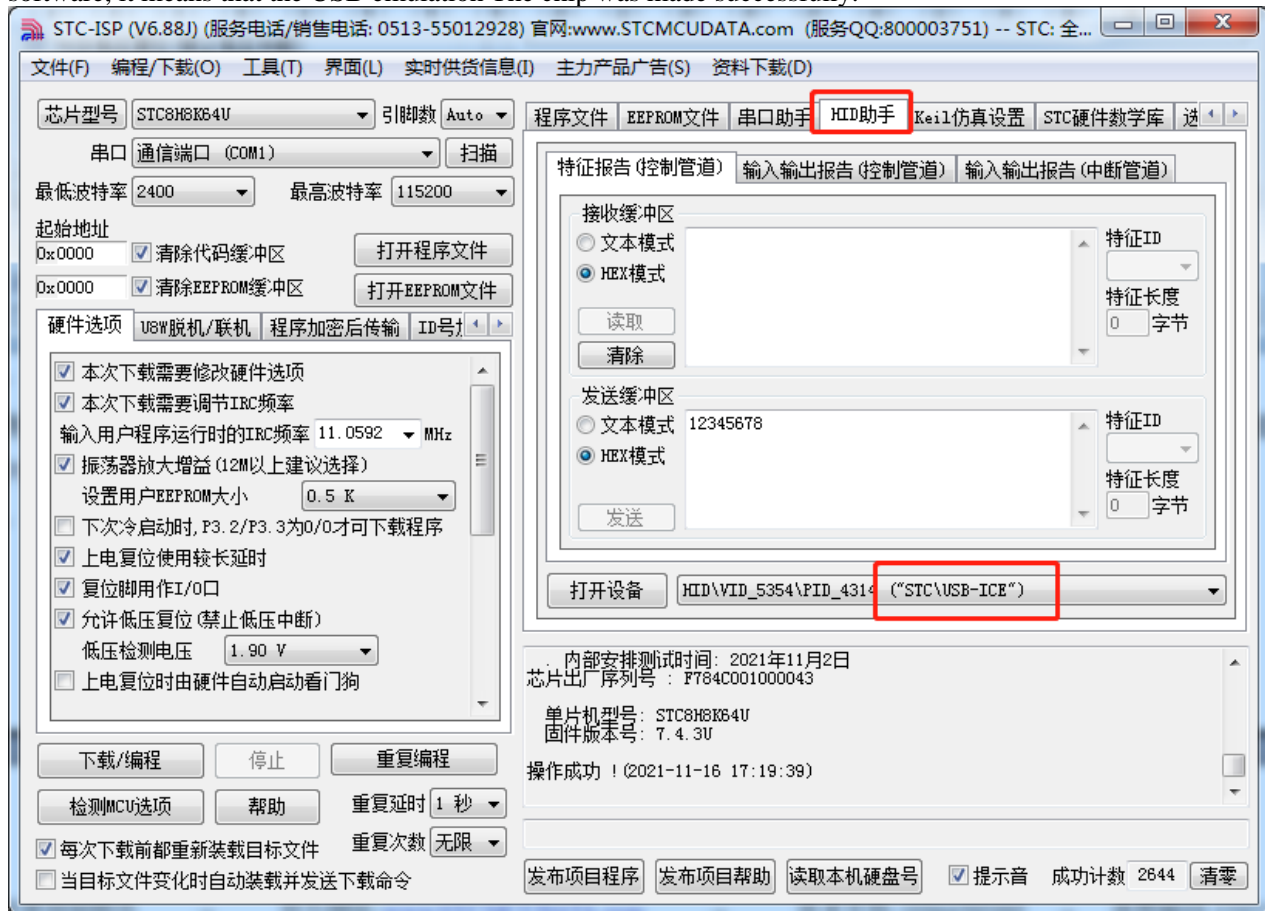 software, it means that the USB emulation The chip was made successfully.
STC-ISP (V6.88J) (服务电话/销售电话: 0513-55012928) 官网:www.STCMCUDATA.com (服务QQ:800003751) -- STC: 全...
文件(F) 编程/下载(O) 工具(T) 界面(L) 实时供货信息(I) 主力产品广告(S) 资料下载(D)
芯片型号 STC8H8K64U 引脚数 Auto
串口 通信端口 (COM1) 扫描
最低波特率 2400 最高波特率 115200
起始地址
0x0000 清除代码缓冲区 打开程序文件
0x0000 清除EEPROM缓冲区 打开EEPROM文件
硬件选项 U8W脱机/联机 程序加密后传输 ID号
本次下载需要修改硬件选项
本次下载需要调节IRC频率
输入用户程序运行时的IRC频率 11.0592 MHz
振荡器放大增益(12M以上建议选择)
设置用户EEPROM大小 0.5 K
下次冷启动时,P3.2/P3.3为0/0才可下载程序
上电复位使用较长延时
复位脚用作I/O口
允许低压复位(禁止低压中断)
低压检测电压 1.90 V
上电复位时由硬件自动启动看门狗
下载/编程 停止 重复编程
检测MCU选项 帮助 重复延时 1 秒
每次下载前都重新装载目标文件 重复次数 无限
当目标文件变化时自动装载并发送下载命令
程序文件 EEPROM文件 串口助手 HID助手 Keil仿真设置 STC硬件数学库 选
特征报告(控制管道) 输入输出报告(控制管道) 输入输出报告(中断管道)
接收缓冲区
文本模式 特征ID
HEX模式
特征长度
读取 0 字节
清除
发送缓冲区
文本模式 12345678 特征ID
HEX模式
特征长度
发送 0 字节
打开设备 HID\VID_5354\PID_4314 ("STC\USB-ICE")
. 内部安排测试时间: 2021年11月2日
芯片出厂序列号 : F784C001000043
单片机型号: STC8H8K64U
固件版本号: 7.4.3U
操作成功 !(2021-11-16 17:19:39)
发布项目程序 发布项目帮助 读取本机硬盘号 提示音 成功计数 2644 清零